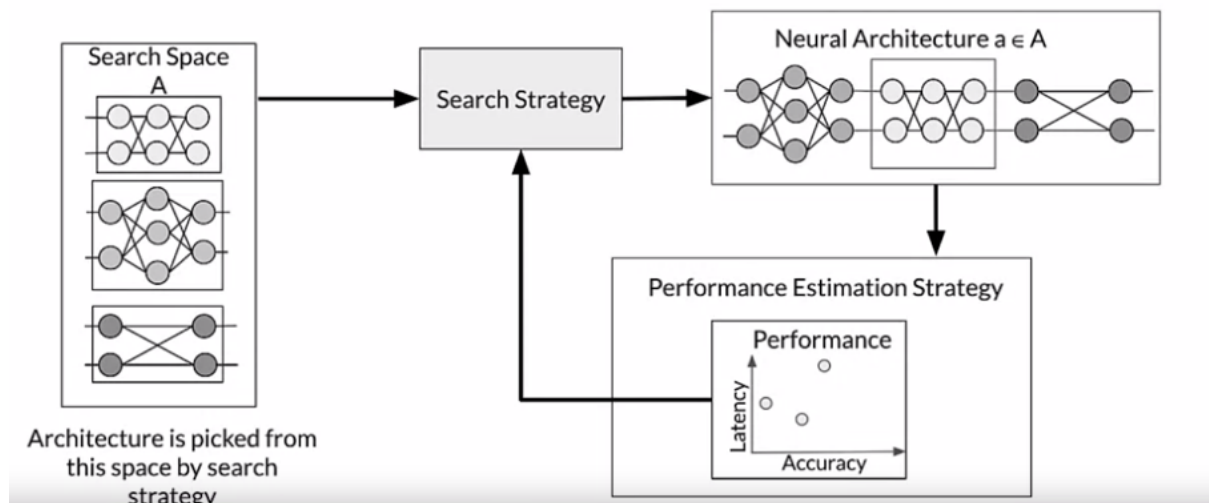 Search Space
A
Search Strategy
Neural Architecture a ϵ A
Performance Estimation Strategy
Performance
Latency
Accuracy
Architecture is picked from
this space by search
strategy